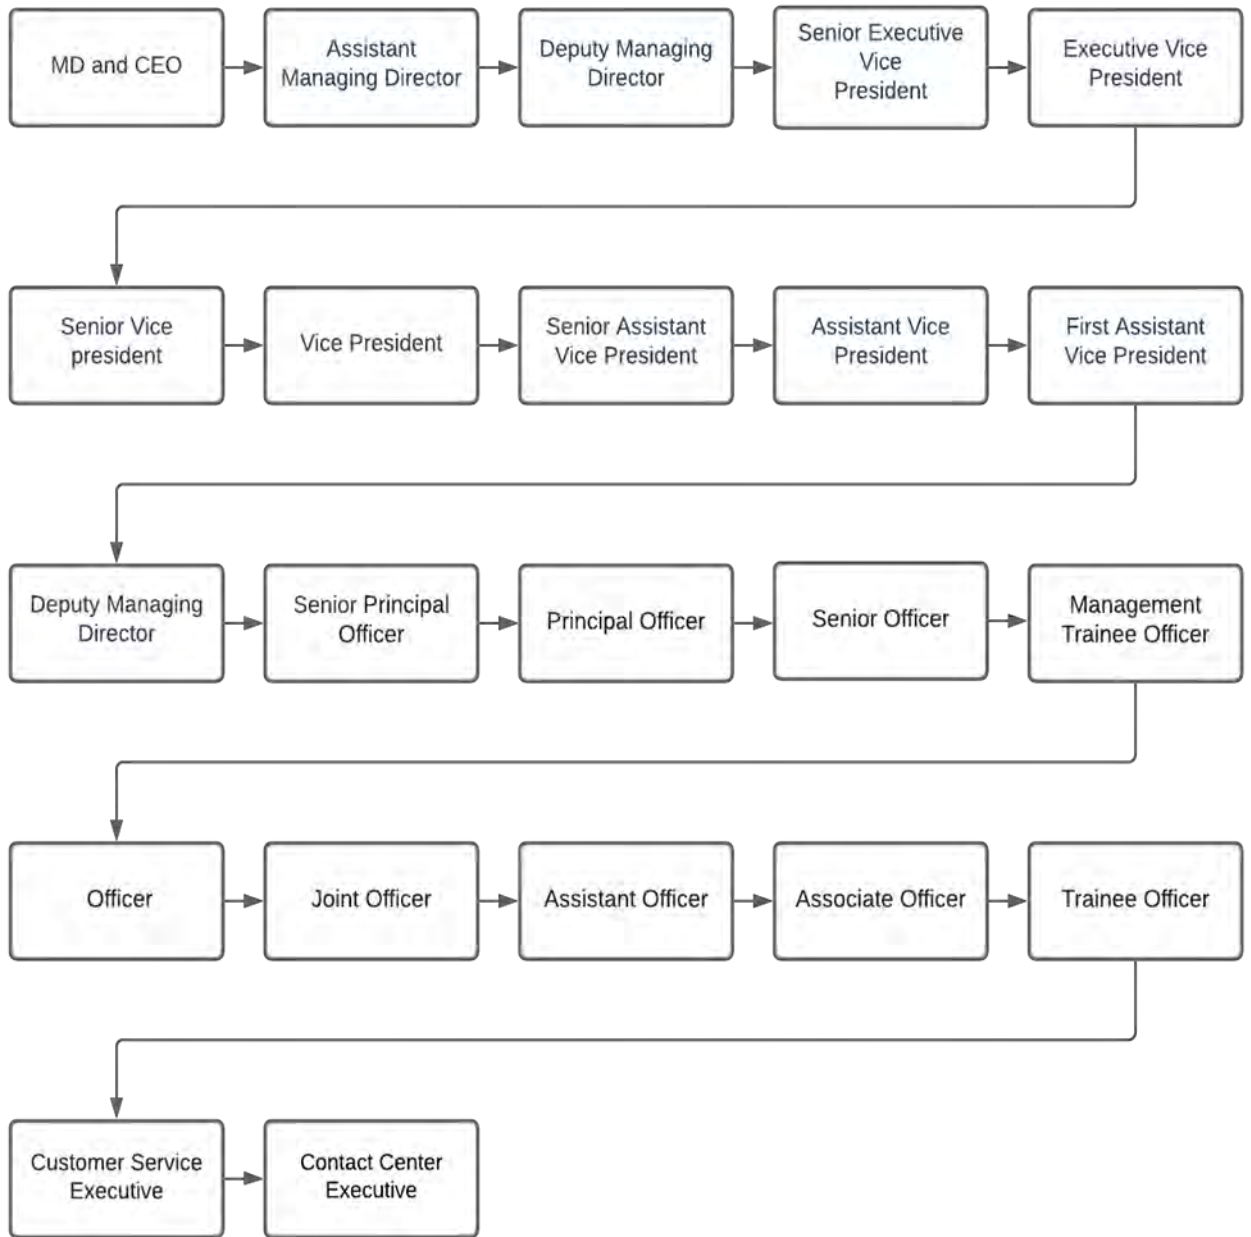 MD and CEO
Assistant
Managing Director
Deputy Managing
Director
Senior Executive
Vice
President
Executive Vice
President
Senior Vice
president
Vice President
Senior Assistant
Vice President
Assistant Vice
President
First Assistant
Vice President
Deputy Managing
Director
Senior Principal
Officer
Principal Officer
Senior Officer
Management
Trainee Officer
Officer
Joint Officer
Assistant Officer
Associate Officer
Trainee Officer
Customer Service
Executive
Contact Center
Executive